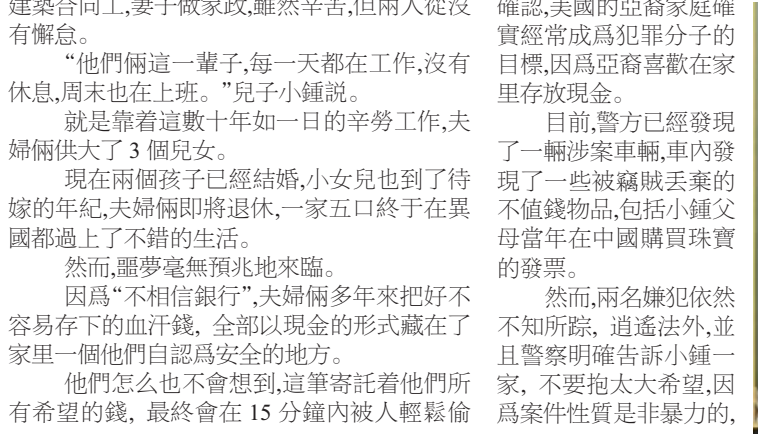 建築合同工,妻子做家政,雖然辛苦,但兩人從沒
有懈怠。
“他們倆這一輩子,每一天都在工作,沒有
休息,周末也在上班。”兒子小鍾説。
就是靠着這數十年如一日的辛勞工作,夫
婦倆供大了 3 個兒女。
現在兩個孩子已經結婚,小女兒也到了待
嫁的年紀,夫婦倆即將退休,一家五口終于在異
國都過上了不錯的生活。
然而,噩夢毫無預兆地來臨。
因爲“不相信銀行”,夫婦倆多年來把好不
容易存下的血汗錢, 全部以現金的形式藏在了
家里一個他們自認爲安全的地方。
他們怎么也不會想到,這筆寄託着他們所
有希望的錢, 最終會在 15 分鐘內被人輕鬆偷
確認,美國的亞裔家庭確
實經常成爲犯罪分子的
目標,因爲亞裔喜歡在家
里存放現金。
目前,警方已經發現
了一輛涉案車輛,車內發
現了一些被竊賊丟棄的
不值錢物品,包括小鍾父
母當年在中國購買珠寶
的發票。
然而,兩名嫌犯依然
不知所踪, 逍遙法外,並
且警察明確告訴小鍾一
家, 不要抱太大希望,因
爲案件性質是非暴力的,